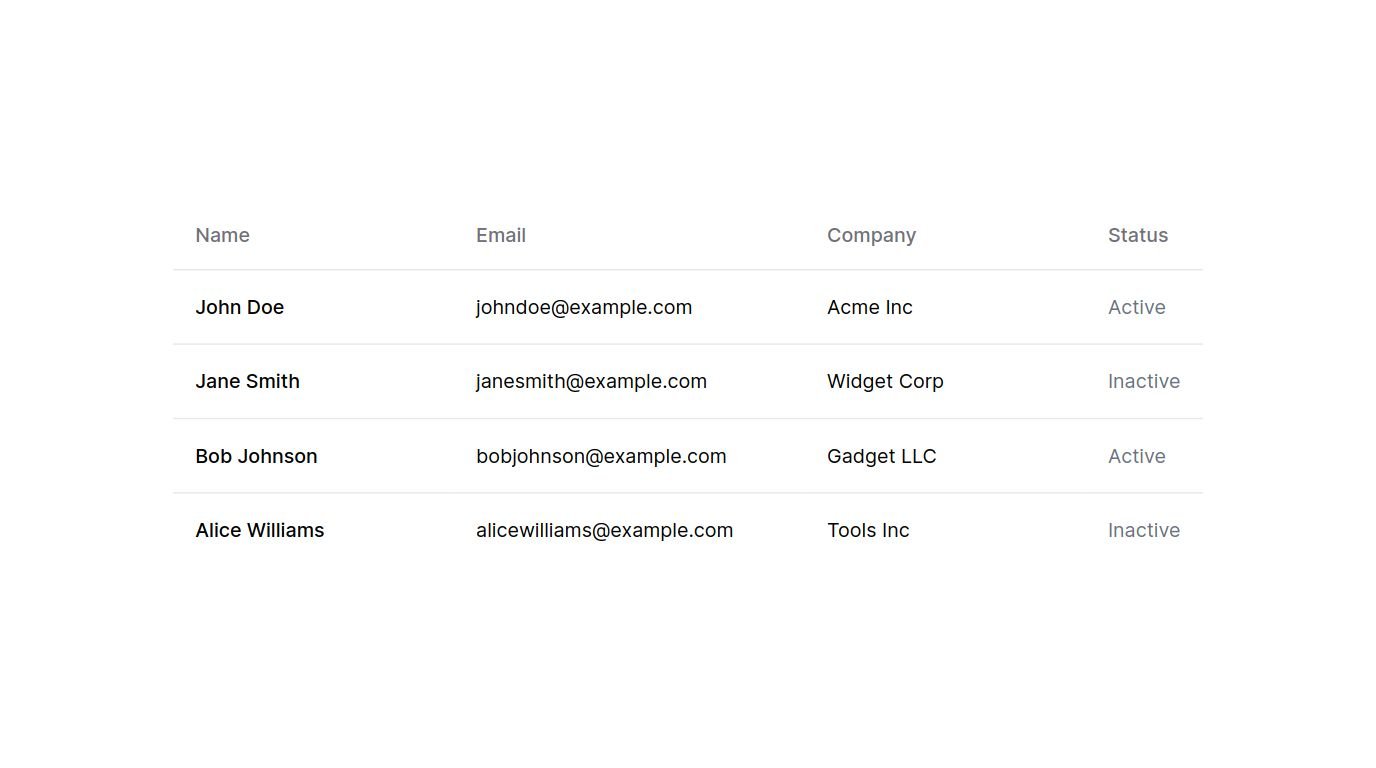 Name Email Company Status
John Doe johndoe@example.com Acme Inc Active
Jane Smith janesmith@example.com Widget Corp Inactive
Bob Johnson bobjohnson@example.com Gadget LLC Active
Alice Williams alicewilliams@example.com Tools Inc Inactive